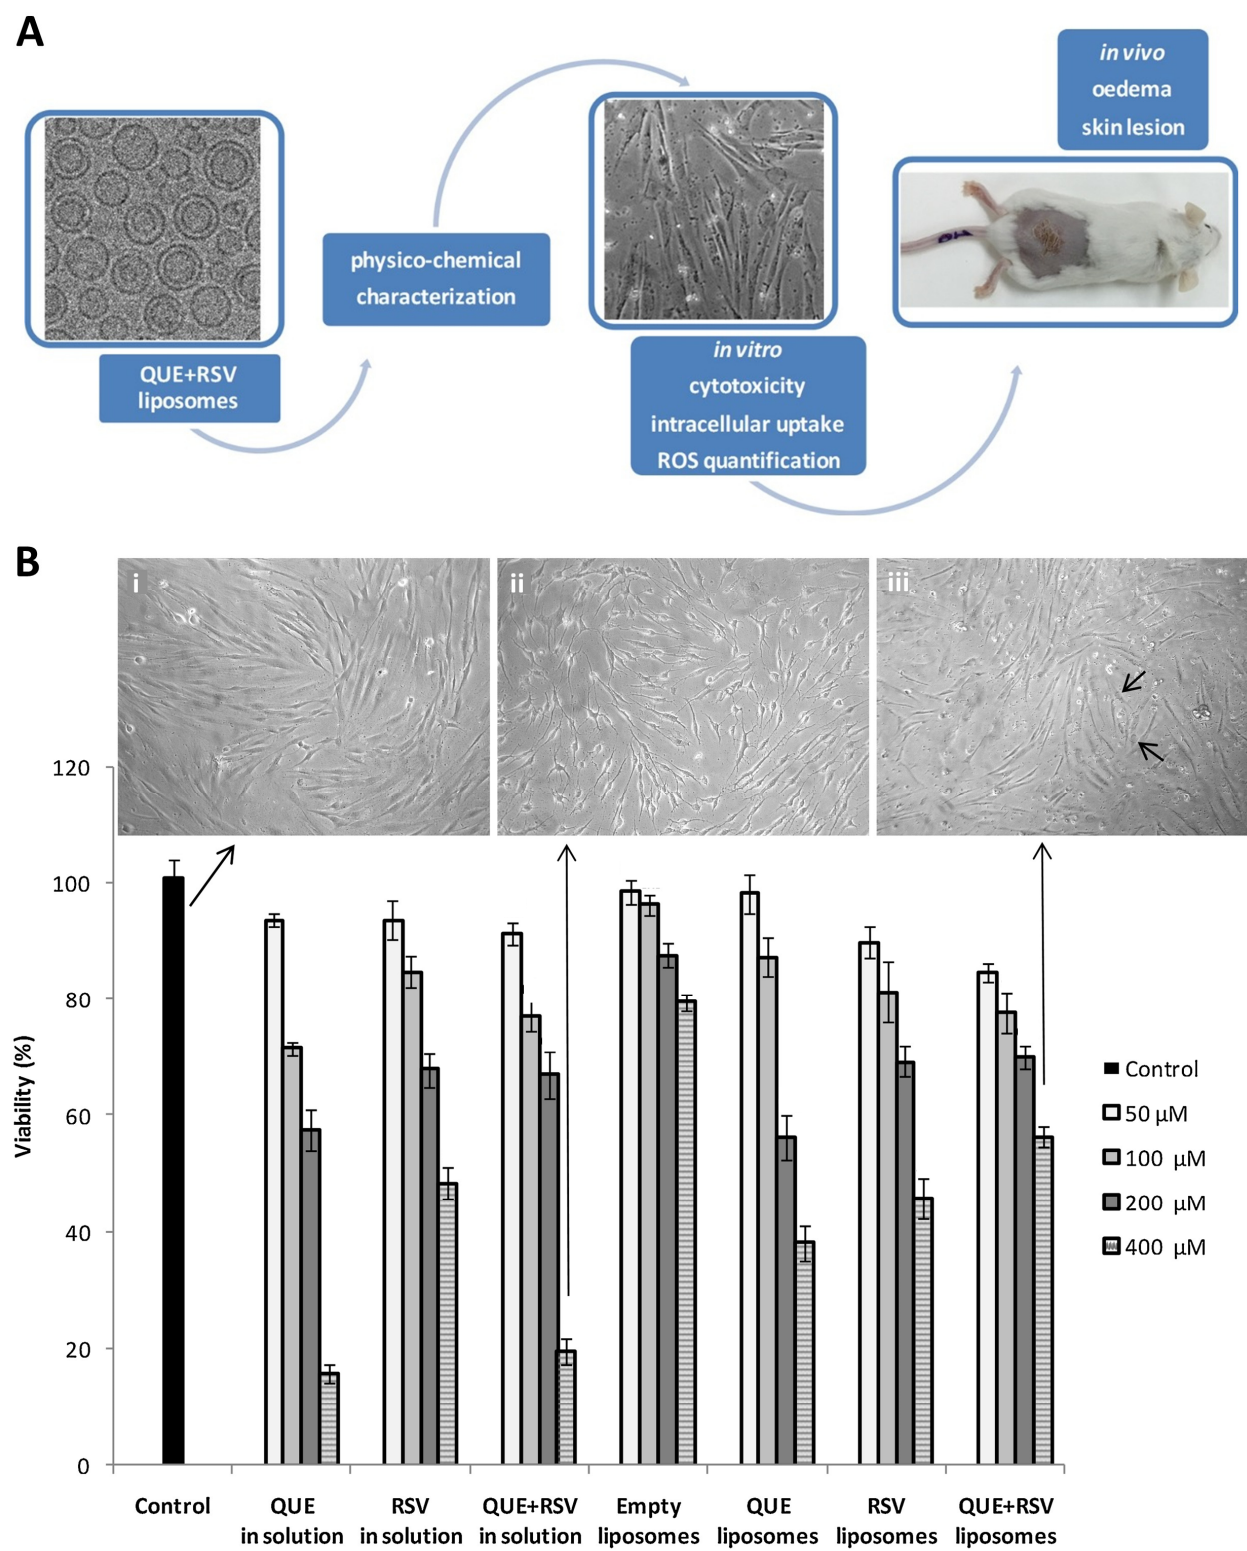 A
in vivo
oedema
skin lesion
physico-chemical
characterization
QUE+RSV
liposomes
in vitro
cytotoxicity
intracellular uptake
ROS quantification
B
i
ii
iii
120
100
80
60
40
20
0
Viability (%)
Control
50 μM
100 μM
200 μM
400 μM
Control
QUE
in solution
RSV
in solution
QUE+RSV
in solution
Empty
liposomes
QUE
liposomes
RSV
liposomes
QUE+RSV
liposomes